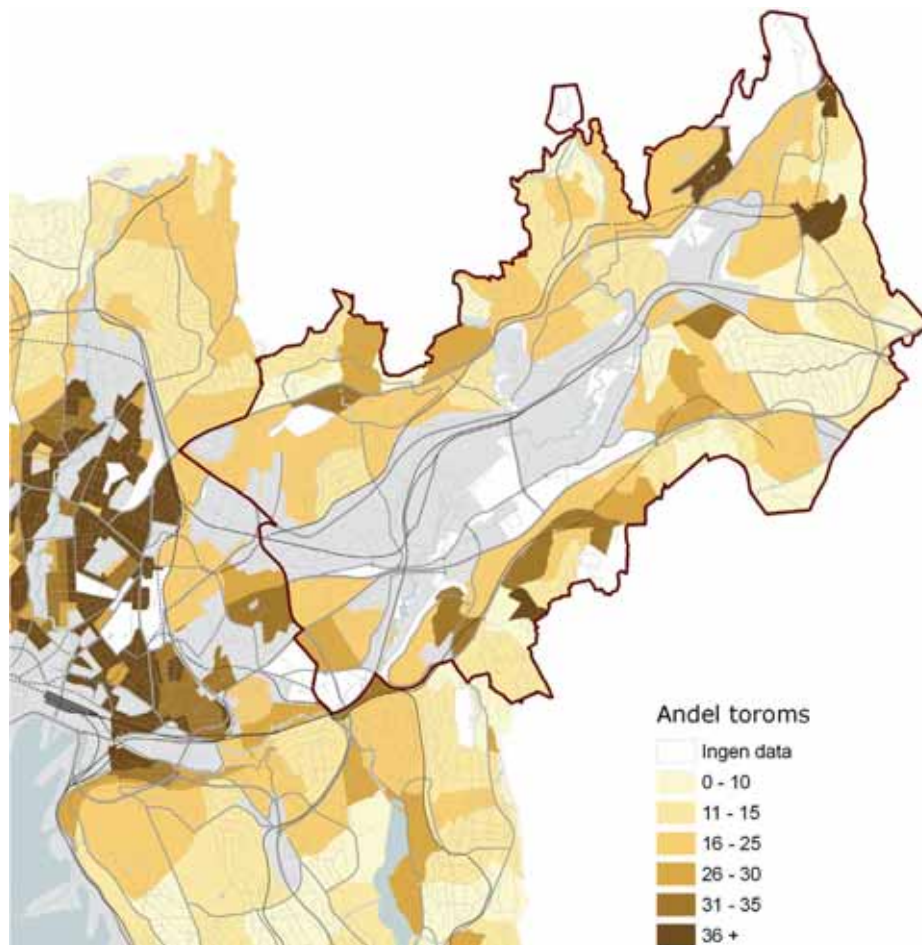 Andel toroms
Ingen data
0 - 10
11 - 15
16 - 25
26 - 30
31 - 35
36 +